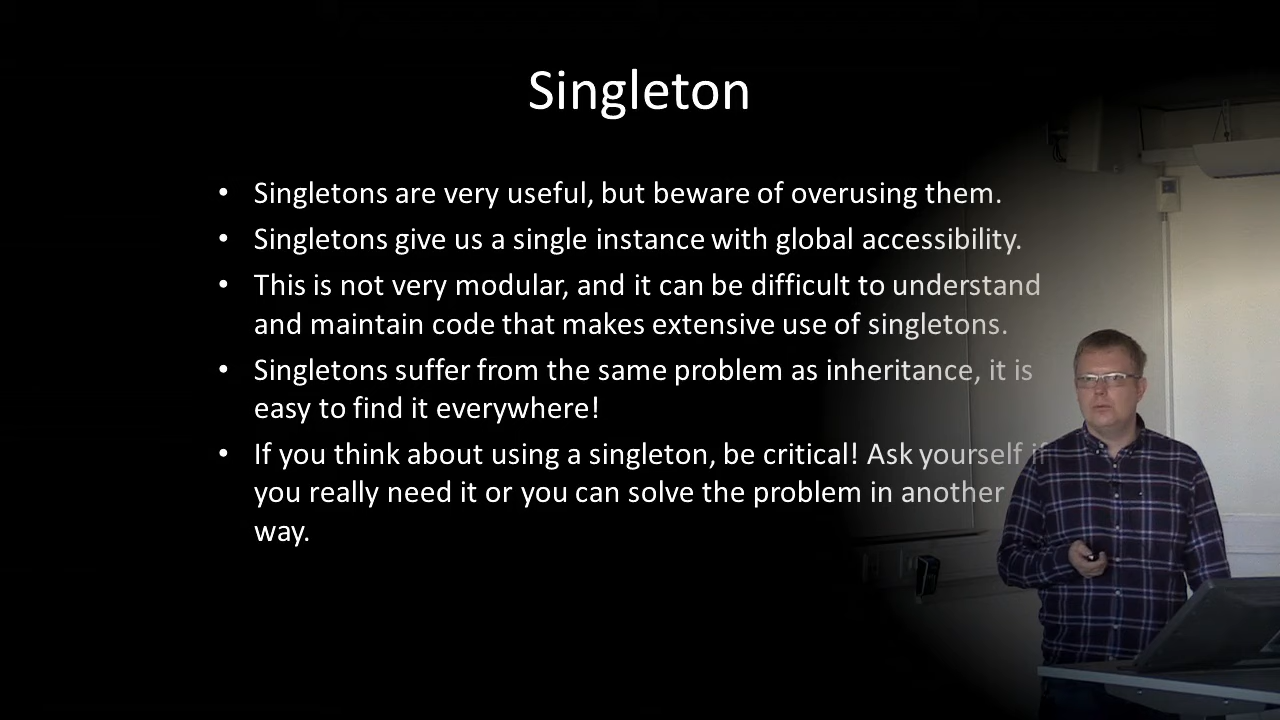 Singleton
• Singletons are very useful, but beware of overusing them.
• Singletons give us a single instance with global accessibility.
• This is not very modular, and it can be difficult to understand
and maintain code that makes extensive use of singletons.
• Singletons suffer from the same problem as inheritance, it is
easy to find it everywhere!
• If you think about using a singleton, be critical! Ask yourself if
you really need it or you can solve the problem in another
way.